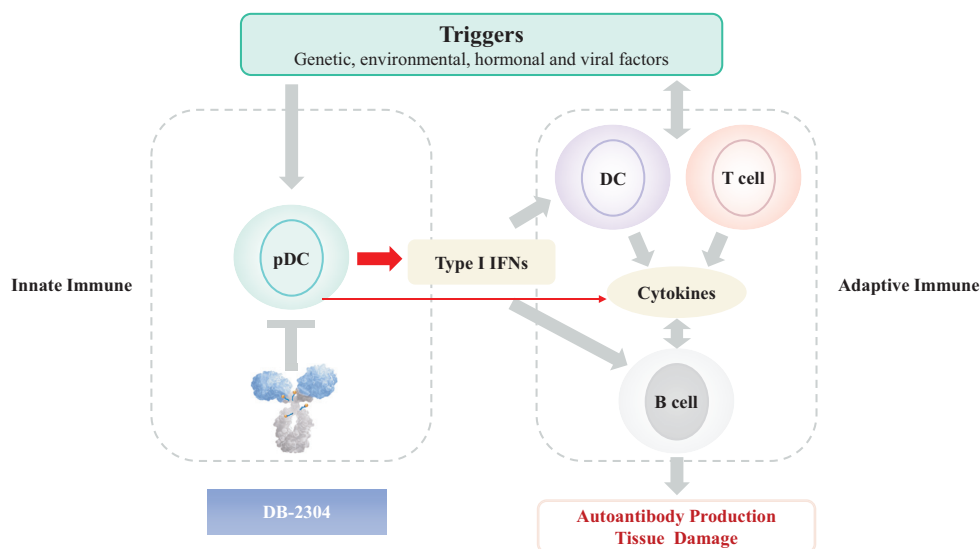 Triggers
Genetic, environmental, hormonal and viral factors
DC
T cell
pDC
Type I IFNs
Innate Immune
Cytokines
Adaptive Immune
B cell
DB-2304
Autoantibody Production
Tissue Damage